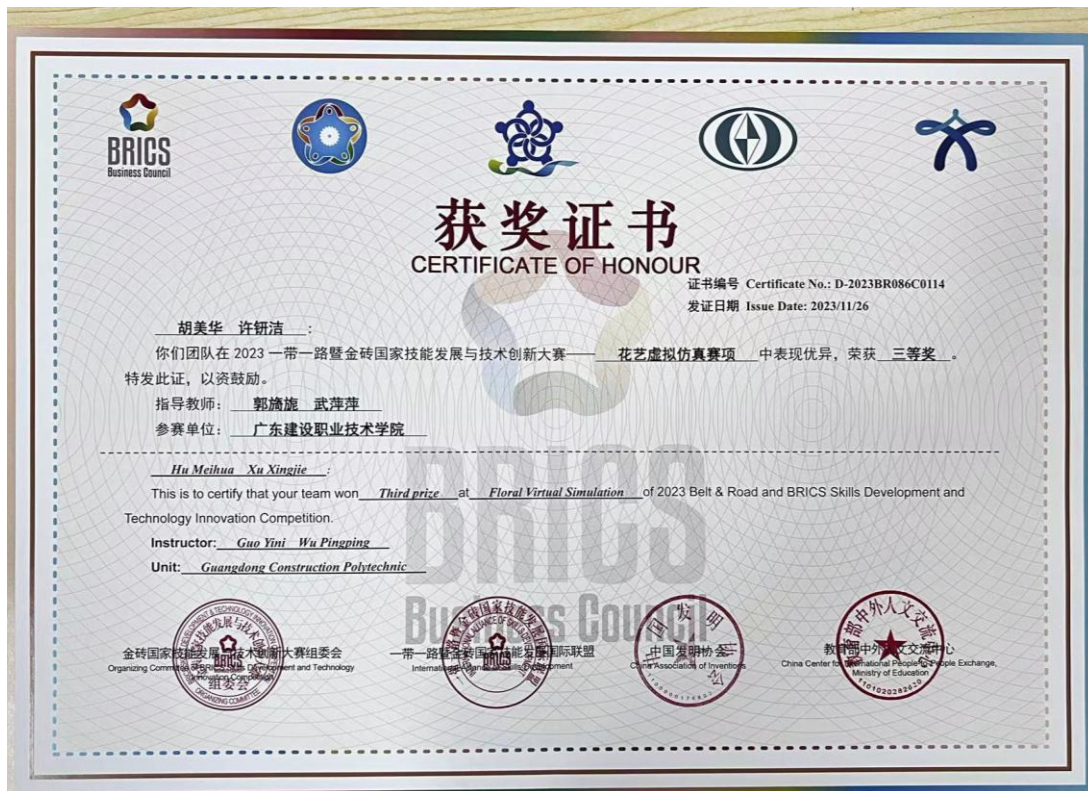 BRICS
Business Council
获奖证书
CERTIFICATE OF HONOUR
证书编号 Certificate No.: D-2023BR086C0114
发证日期 Issue Date: 2023/11/26
胡美华 许钘洁 :
你们团队在 2023 一带一路暨金砖国家技能发展与技术创新大赛—— 花艺虚拟仿真赛项 中表现优异，荣获 三等奖 。
特发此证，以资鼓励。
指导教师： 郭旖旎 武萍萍
参赛单位： 广东建设职业技术学院
Hu Meihua Xu Xingjie :
This is to certify that your team won Third prize at Floral Virtual Simulation of 2023 Belt & Road and BRICS Skills Development and
Technology Innovation Competition.
Instructor: Guo Yini Wu Pingping
Unit: Guangdong Construction Polytechnic
BRICS
Business Council
金砖国家技能发展与技术创新大赛组委会
Organizing Committee of BRICS Skills Development and Technology
Innovation Competition
一带一路暨金砖国家技能发展国际联盟
International Alliance of Skills Development
中国发明协会
China Association of Inventions
教育部中外人文交流中心
China Center for International People-to-People Exchange,
Ministry of Education